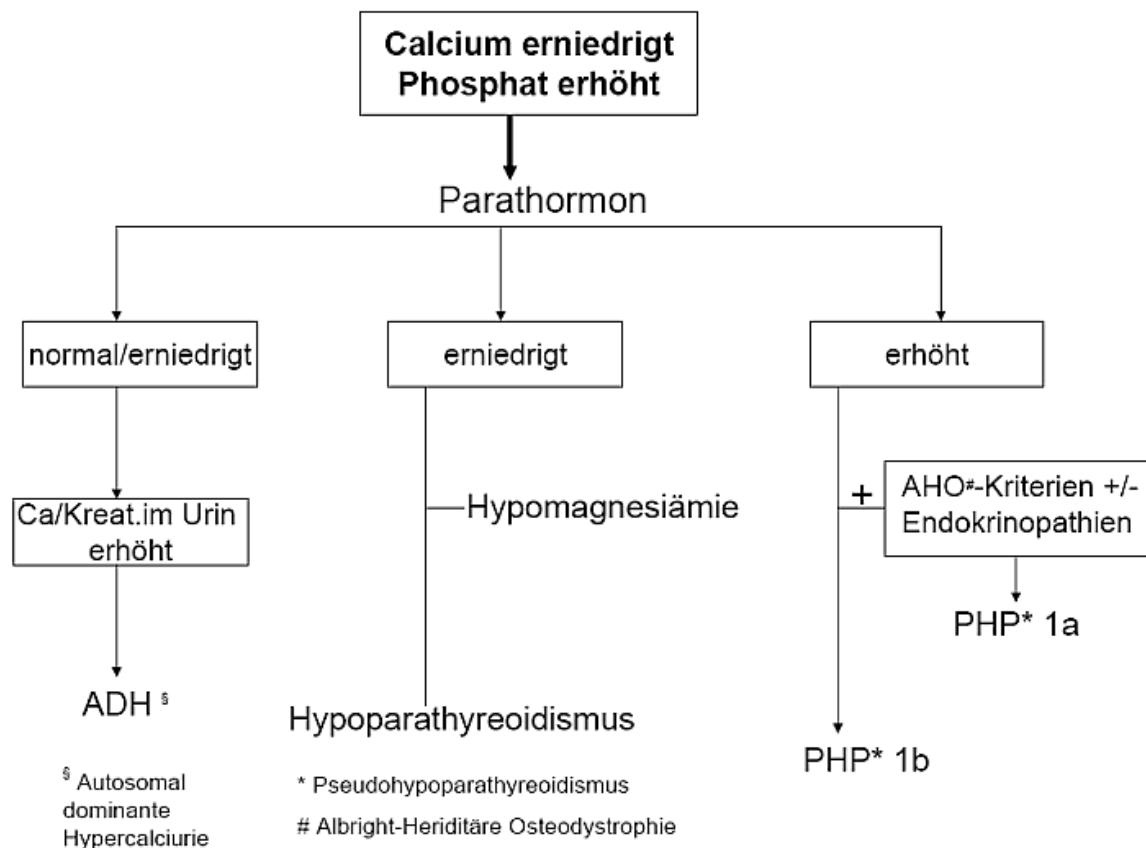 Calcium erniedrigt
Phosphat erhöht
Parathormon
normal/erniedrigt
erniedrigt
erhöht
Ca/Kreat.im Urin
erhöht
Hypomagnesiämie
+
AHO#-Kriterien +/-
Endokrinopathien
PHP* 1a
ADH §
Hypoparathyreoidismus
PHP* 1b
§ Autosomal
dominante
Hypercalciurie
* Pseudohypoparathyreoidismus
# Albright-Heriditäre Osteodystrophie